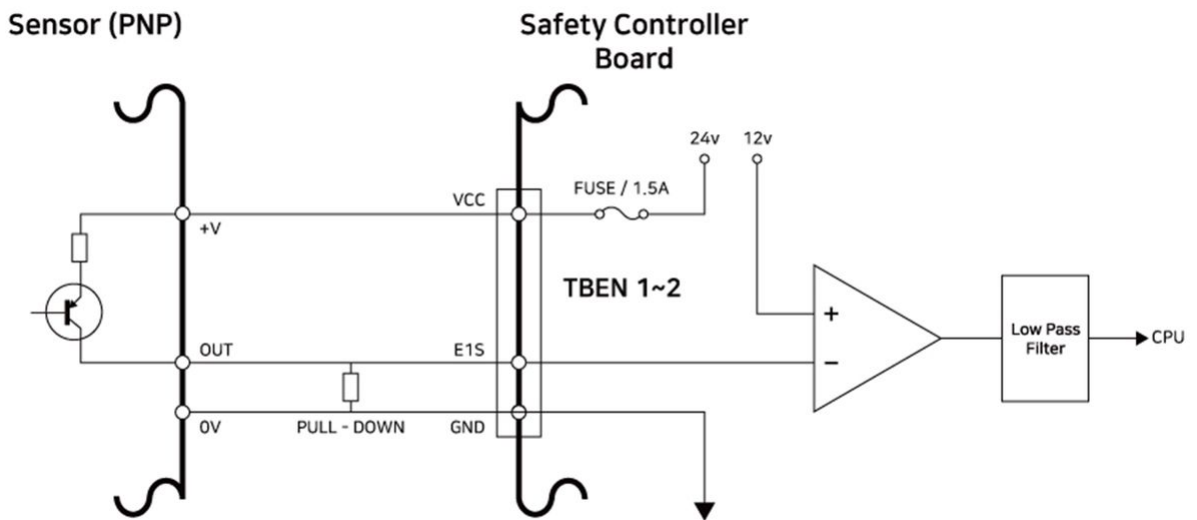 Sensor (PNP)
Safety Controller
Board
24v
12v
FUSE / 1.5A
VCC
+V
TBEN 1~2
+
OUT
E1S
−
Low Pass
Filter
CPU
0V
PULL - DOWN
GND